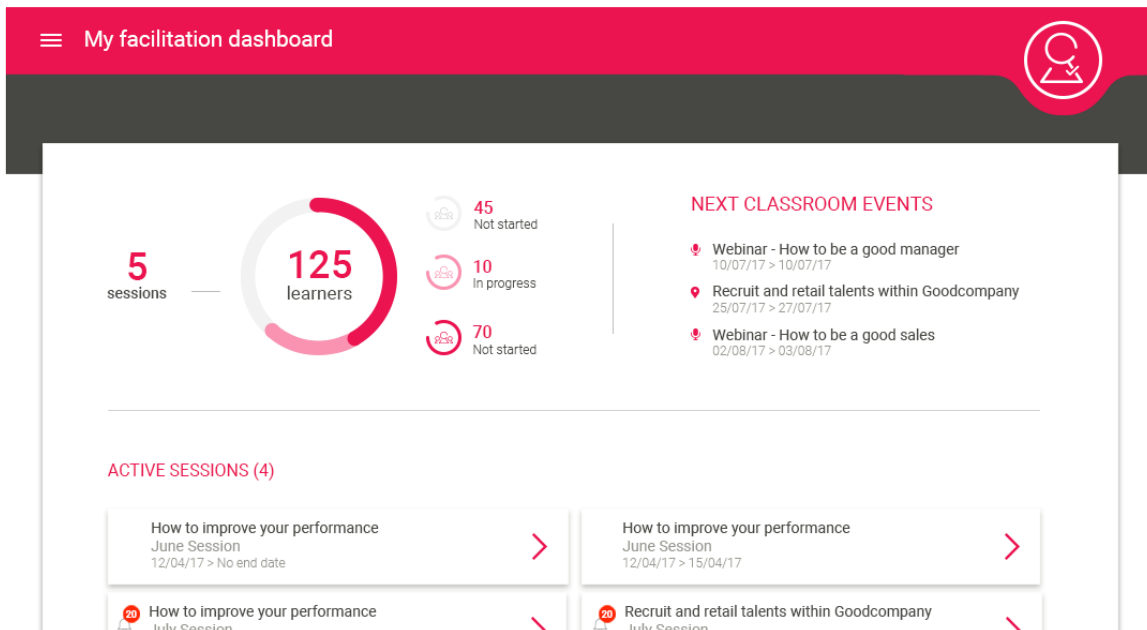 My facilitation dashboard
5
sessions
125
learners
45
Not started
10
In progress
70
Not started
NEXT CLASSROOM EVENTS
Webinar - How to be a good manager
10/07/17 > 10/07/17
Recruit and retail talents within Goodcompany
25/07/17 > 27/07/17
Webinar - How to be a good sales
02/08/17 > 03/08/17
ACTIVE SESSIONS (4)
How to improve your performance
June Session
12/04/17 > No end date
How to improve your performance
June Session
12/04/17 > 15/04/17
20
How to improve your performance
July Session
20
Recruit and retail talents within Goodcompany
July Session